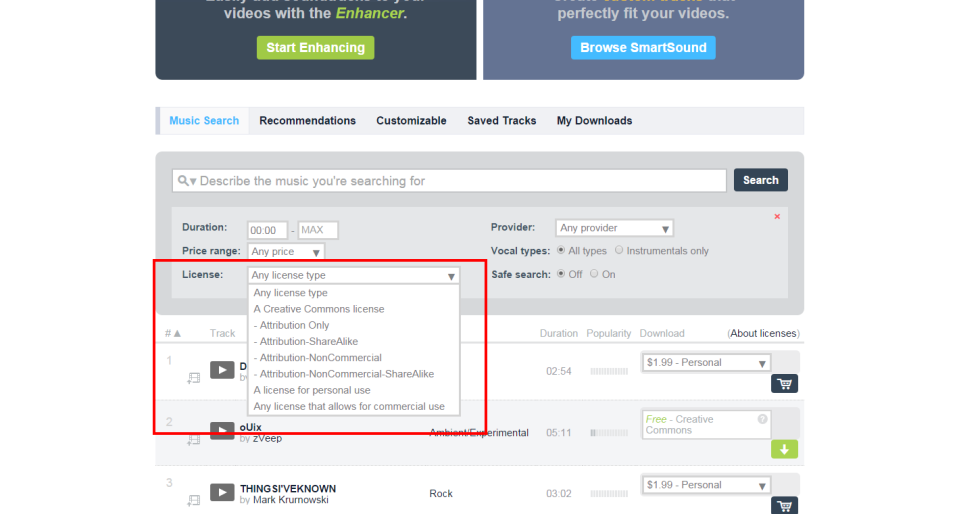 videos with the Enhancer.
perfectly fit your videos.
Start Enhancing
Browse SmartSound
Music Search Recommendations Customizable Saved Tracks My Downloads
Describe the music you're searching for
Search
Duration: 00:00 - MAX
Provider: Any provider
Price range: Any price
Vocal types: All types Instrumentals only
License: Any license type
Safe search: Off On
Any license type
A Creative Commons license
- Attribution Only
- Attribution-ShareAlike
- Attribution-NonCommercial
- Attribution-NonCommercial-ShareAlike
A license for personal use
Any license that allows for commercial use
# Track Duration Popularity Download (About licenses)
1
02:54
$1.99 - Personal
2
oUix
by zVeep
Ambient/Experimental
05:11
Free - Creative
Commons
3
THINGSI'VEKNOWN
by Mark Krurnowski
Rock
03:02
$1.99 - Personal